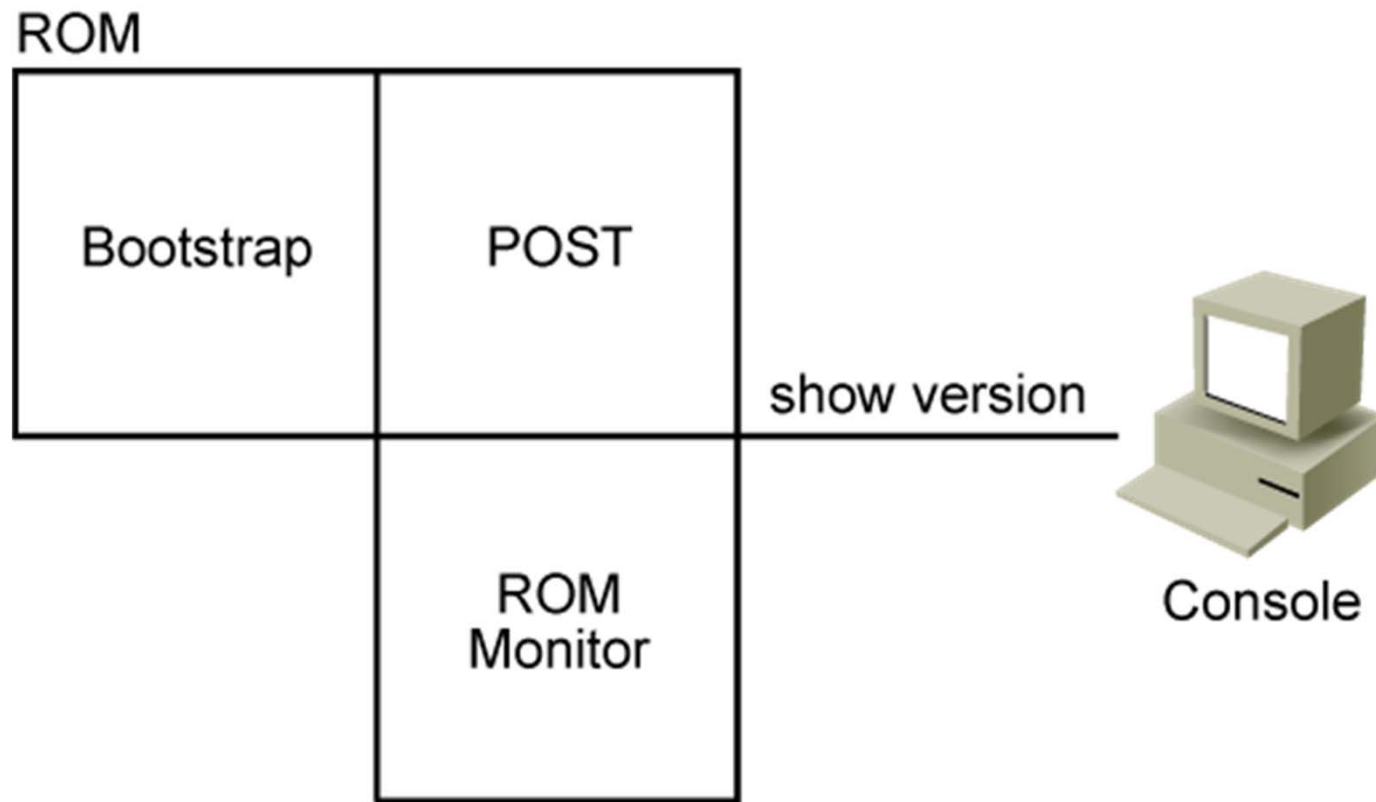 ROM
Bootstrap
POST
show version
ROM
Monitor
Console